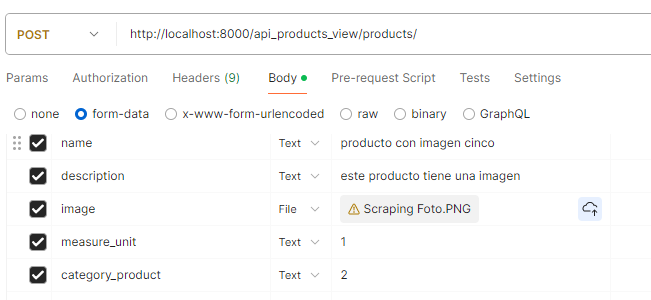 POST http://localhost:8000/api_products_view/products/
Params Authorization Headers (9) Body Pre-request Script Tests Settings
none form-data x-www-form-urlencoded raw binary GraphQL
name Text producto con imagen cinco
description Text este producto tiene una imagen
image File Scraping Foto.PNG
measure_unit Text 1
category_product Text 2